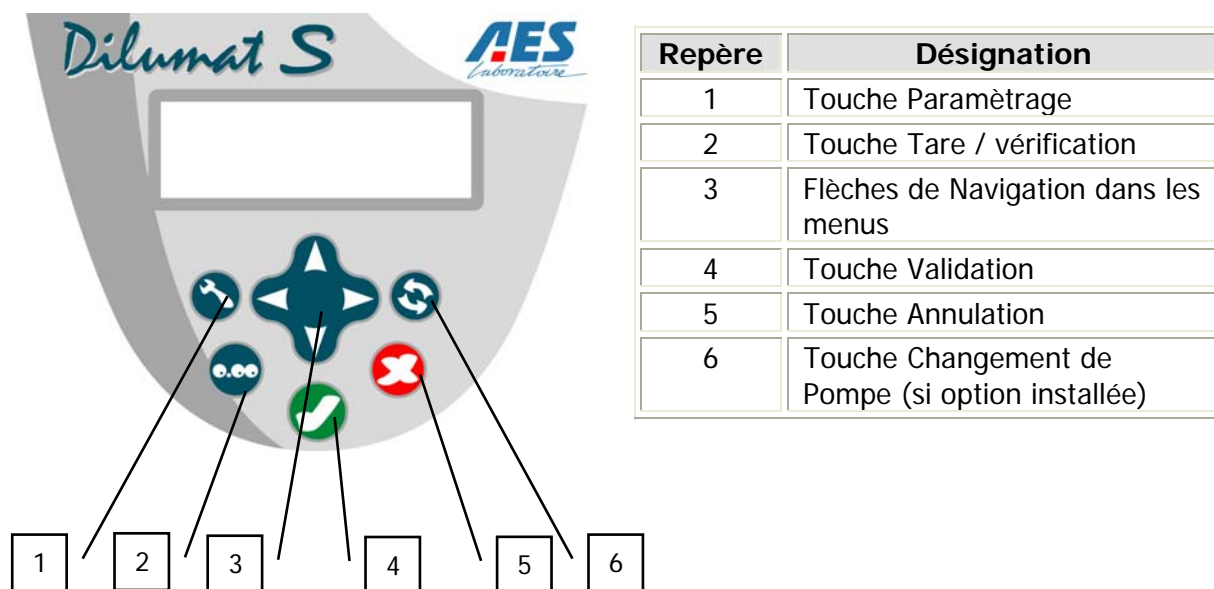 Dilumat S
AES
Laboratoire
0.00
1
2
3
4
5
6
Repère Désignation
1 Touche Paramètrage
2 Touche Tare / vérification
3 Flèches de Navigation dans les
menus
4 Touche Validation
5 Touche Annulation
6 Touche Changement de
Pompe (si option installée)